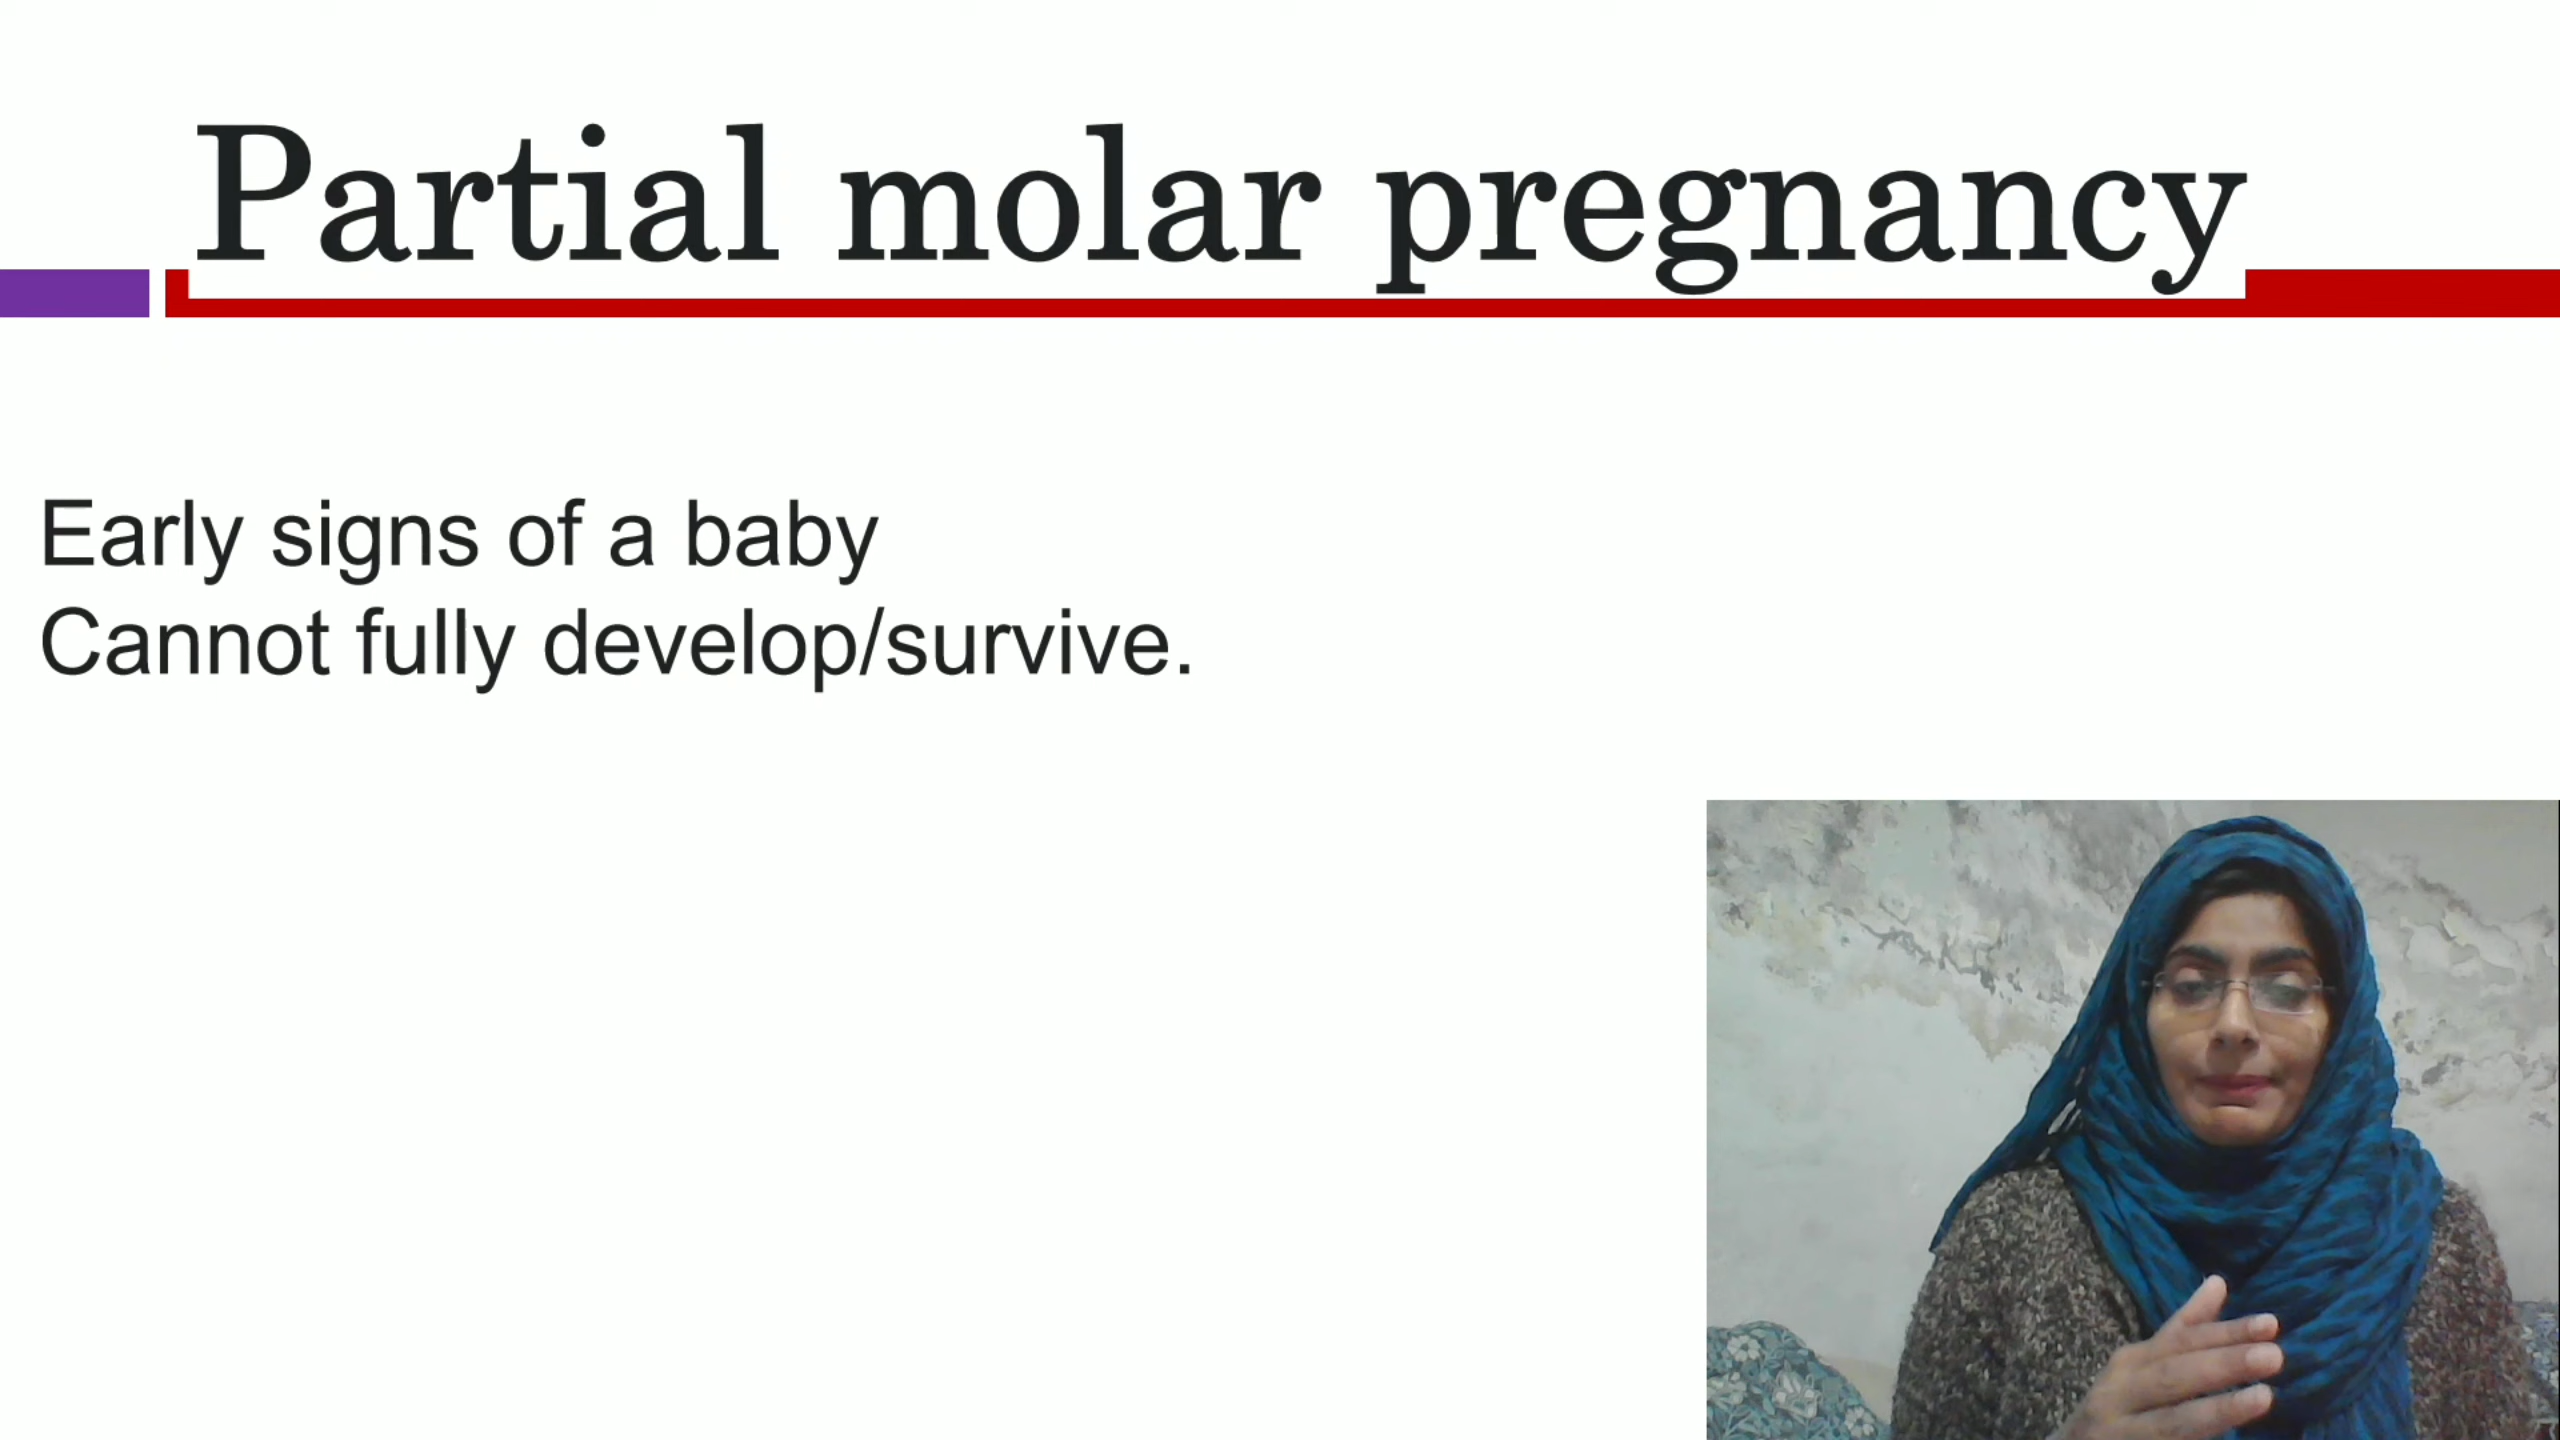 Partial molar pregnancy
Early signs of a baby
Cannot fully develop/survive.